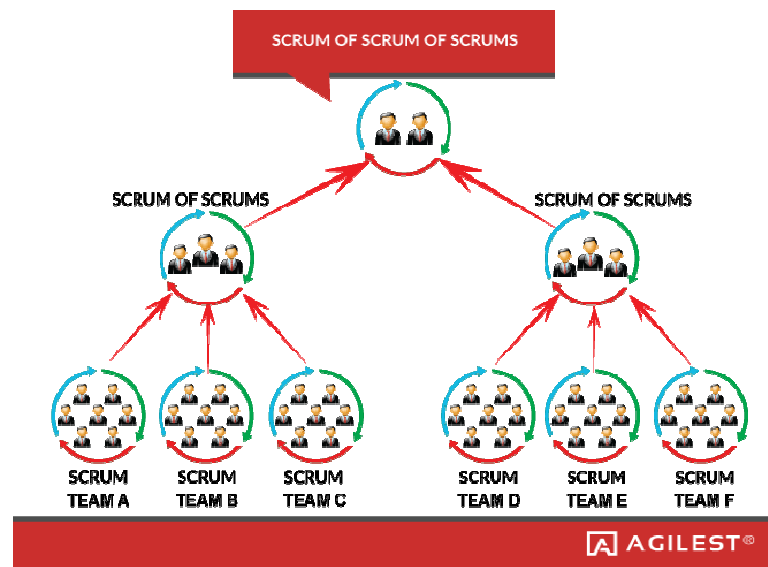 SCRUM OF SCRUM OF SCRUMS
SCRUM OF SCRUMS
SCRUM OF SCRUMS
SCRUM
TEAM A
SCRUM
TEAM B
SCRUM
TEAM C
SCRUM
TEAM D
SCRUM
TEAM E
SCRUM
TEAM F
AGILEST®